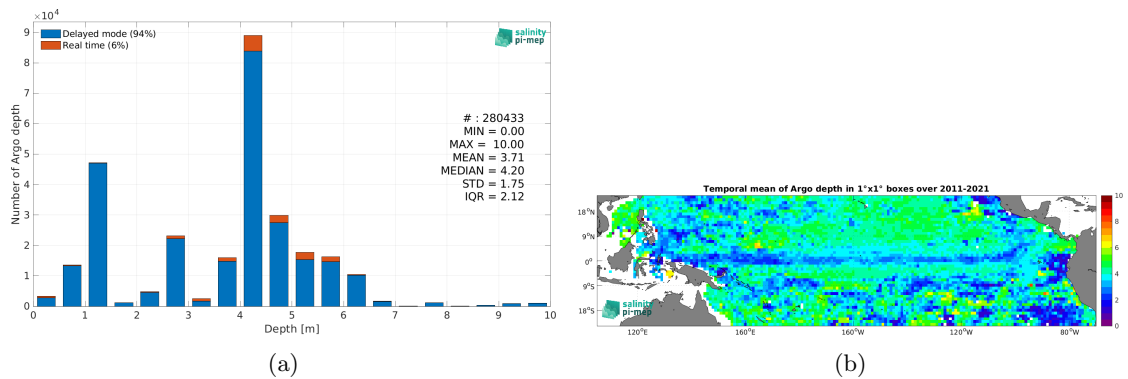 ×10⁴
Delayed mode (94%)
Real time (6%)
salinity
pi-mep
9
8
7
6
5
4
3
2
1
0
Number of Argo depth
# : 280433
MIN = 0.00
MAX = 10.00
MEAN = 3.71
MEDIAN = 4.20
STD = 1.75
IQR = 2.12
0 1 2 3 4 5 6 7 8 9 10
Depth [m]
(a)
Temporal mean of Argo depth in 1°x1° boxes over 2011-2021
18°N
9°N
0°
9°S
18°S
salinity
pi-mep
120°E 160°E 160°W 120°W 80°W
10
8
6
4
2
0
(b)